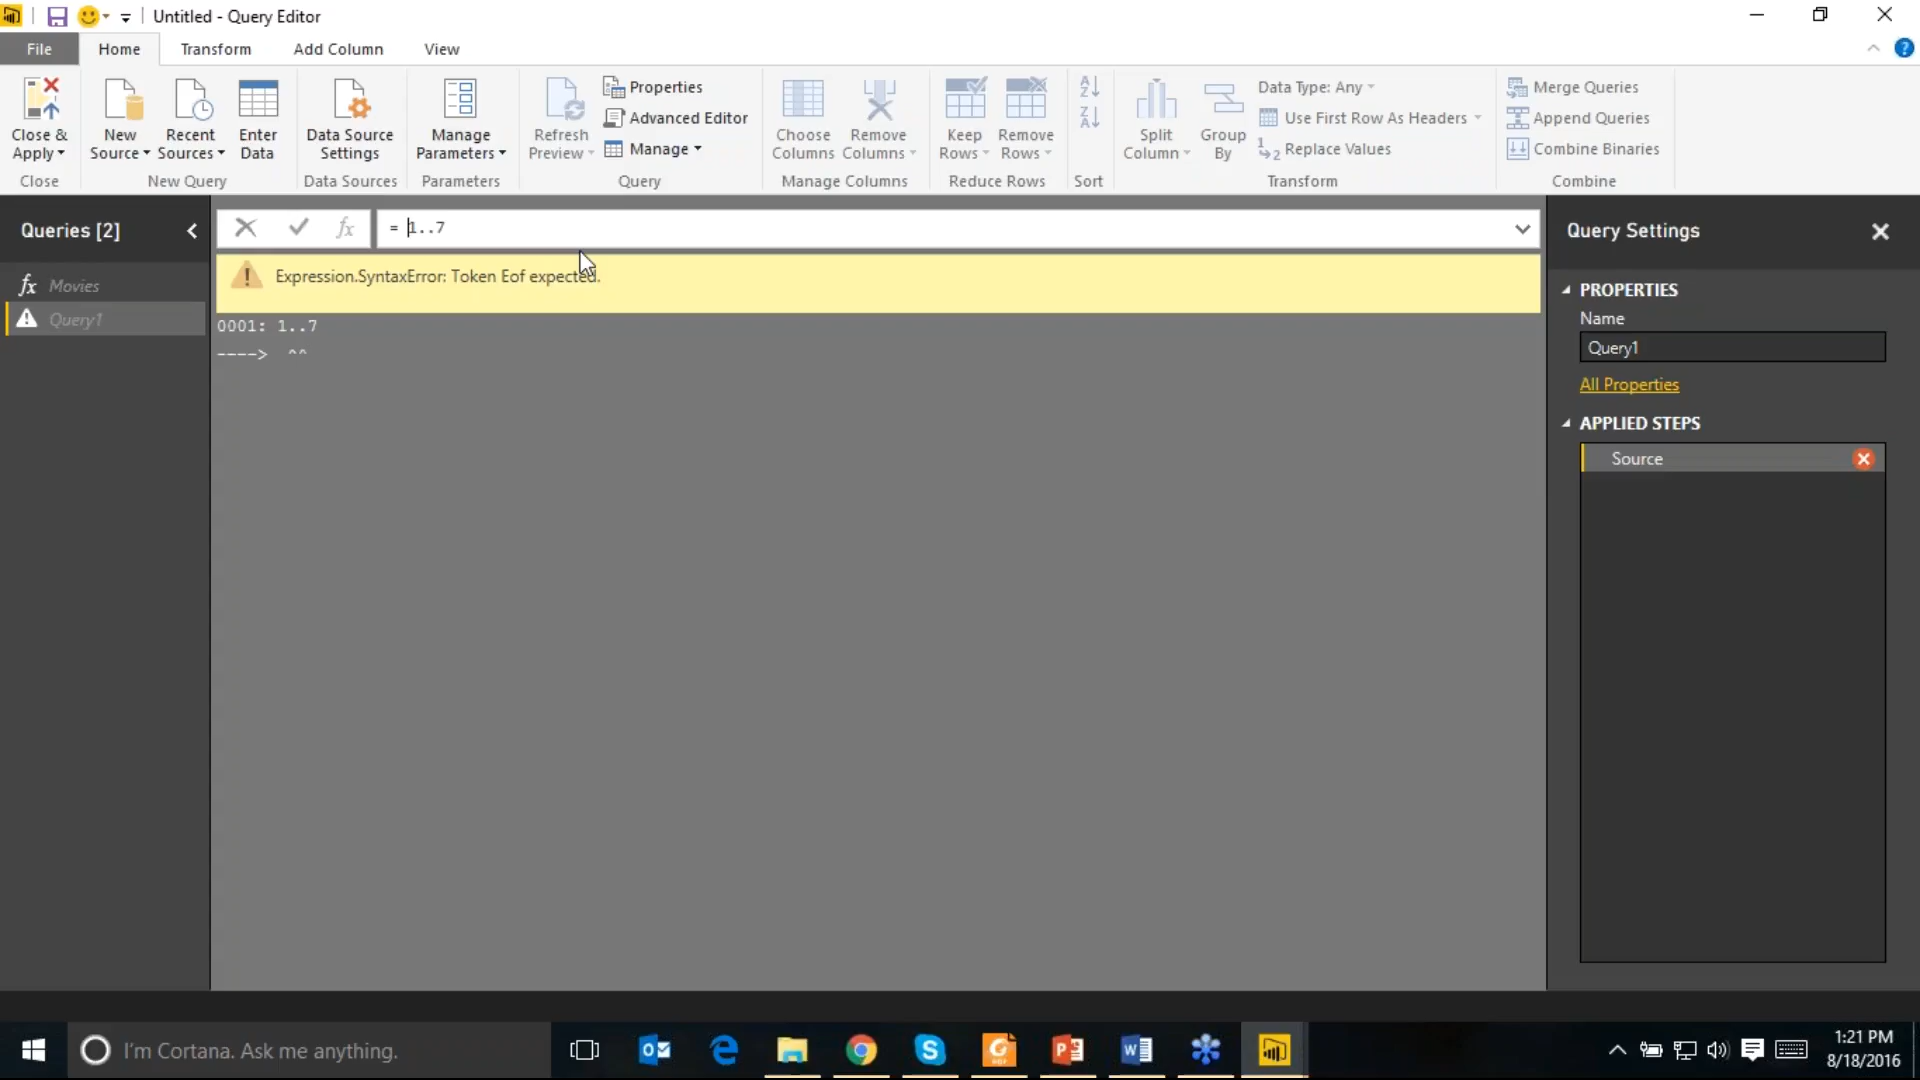 Untitled - Query Editor
File
Home
Transform
Add Column
View
Close &
Apply
New
Source
Recent
Sources
Enter
Data
Data Source
Settings
Manage
Parameters
Refresh
Preview
Properties
Advanced Editor
Manage
Choose
Columns
Remove
Columns
Keep
Rows
Remove
Rows
Split
Column
Group
By
Data Type: Any
Use First Row As Headers
Replace Values
Merge Queries
Append Queries
Combine Binaries
Close
New Query
Data Sources
Parameters
Query
Manage Columns
Reduce Rows
Sort
Transform
Combine
Queries [2]
fx Movies
Query1
fx
= 1..7
Expression.SyntaxError: Token Eof expected.
0001: 1..7
---->  ^^
Query Settings
PROPERTIES
Name
Query1
All Properties
APPLIED STEPS
Source
I'm Cortana. Ask me anything.
1:21 PM
8/18/2016